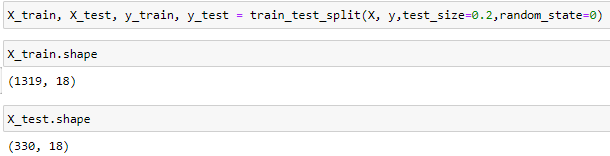 X_train, X_test, y_train, y_test = train_test_split(X, y,test_size=0.2,random_state=0)
X_train.shape
(1319, 18)
X_test.shape
(330, 18)